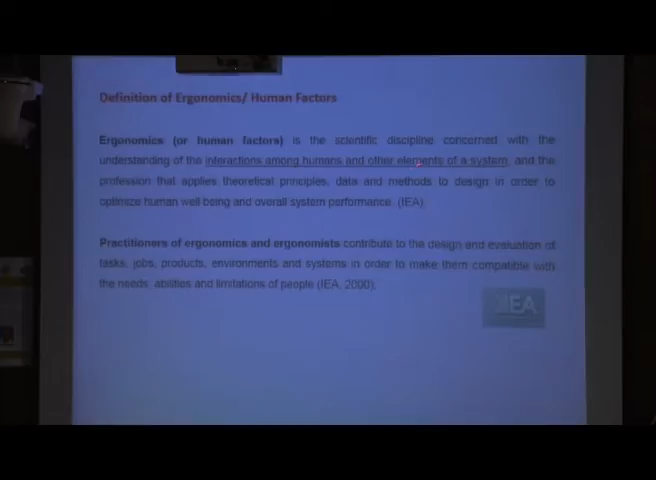 Definition of Ergonomics/ Human Factors
Ergonomics (or human factors) is the scientific discipline concerned with the
understanding of the interactions among humans and other elements of a system, and the
profession that applies theoretical principles, data and methods to design in order to
optimize human well being and overall system performance. (IEA).
Practitioners of ergonomics and ergonomists contribute to the design and evaluation of
tasks, jobs, products, environments and systems in order to make them compatible with
the needs, abilities and limitations of people (IEA, 2000).
IEA